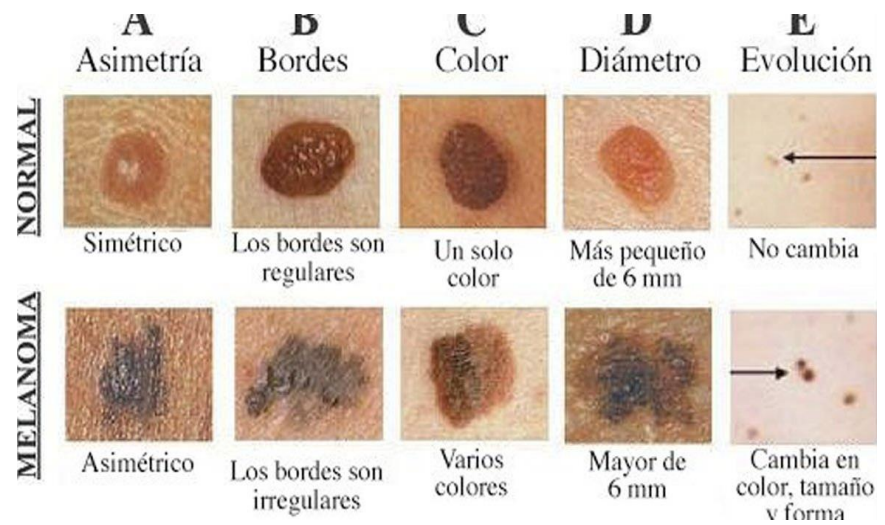 A B C D E
Asimetría Bordes Color Diámetro Evolución
NORMAL
Simétrico
Los bordes son
regulares
Un solo
color
Más pequeño
de 6 mm
No cambia
MELANOMA
Asimétrico
Los bordes son
irregulares
Varios
colores
Mayor de
6 mm
Cambia en
color, tamaño
y forma